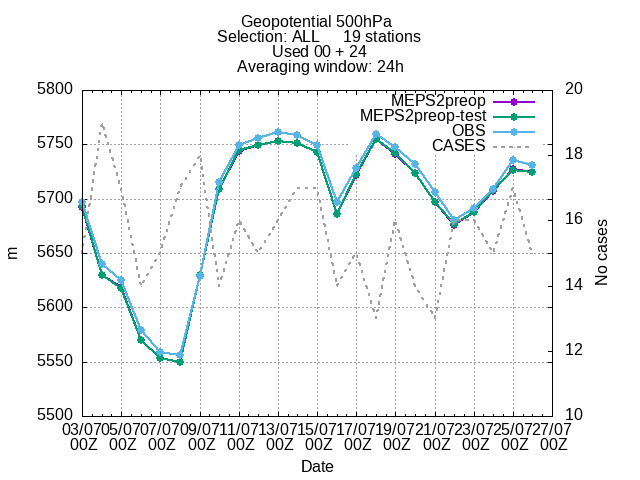 Geopotential 500hPa
Selection: ALL 19 stations
Used 00 + 24
Averaging window: 24h
5800
5750
5700
5650
5600
5550
5500
m
20
18
16
14
12
10
No cases
MEPS2preop
MEPS2preop-test
OBS
CASES
03/07 05/07 07/07 09/07 11/07 13/07 15/07 17/07 19/07 21/07 23/07 25/07 27/07
00Z 00Z 00Z 00Z 00Z 00Z 00Z 00Z 00Z 00Z 00Z 00Z 00Z
Date